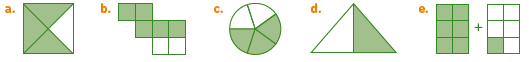 a. b. c. d. e. +